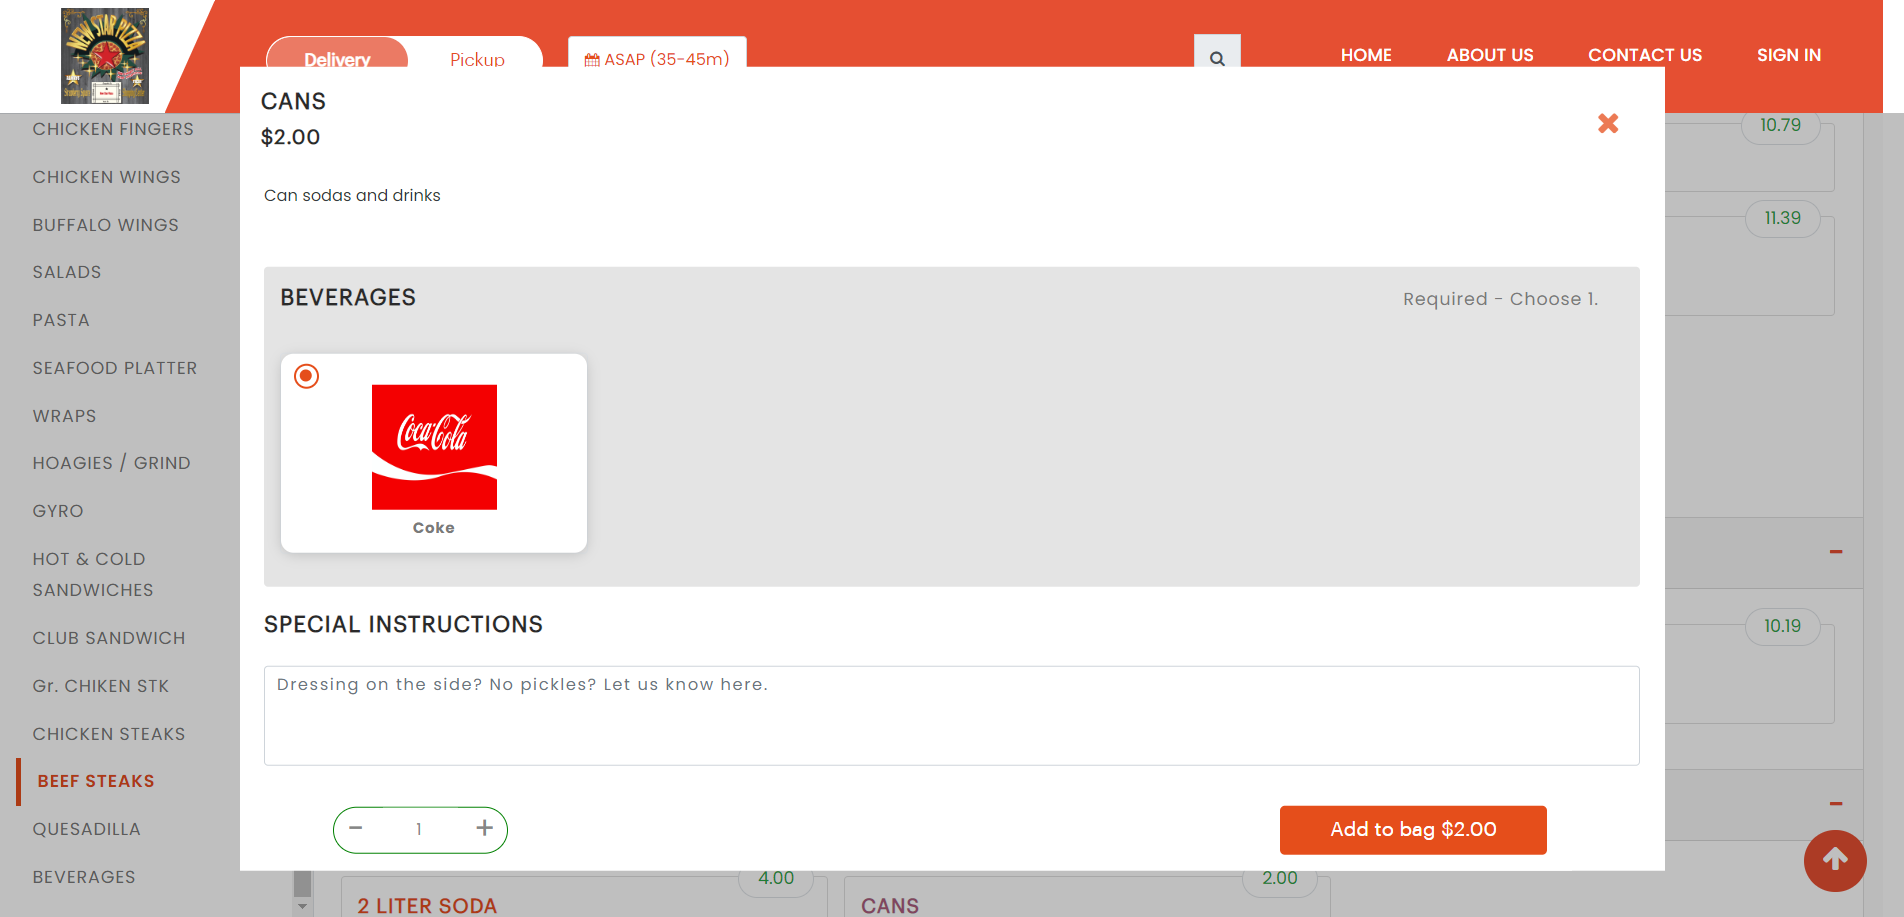 NEW STAR PIZZA
Delivery
Pickup
ASAP (35-45m)
HOME
ABOUT US
CONTACT US
SIGN IN
CHICKEN FINGERS
CHICKEN WINGS
BUFFALO WINGS
SALADS
PASTA
SEAFOOD PLATTER
WRAPS
HOAGIES / GRIND
GYRO
HOT & COLD
SANDWICHES
CLUB SANDWICH
Gr. CHIKEN STK
CHICKEN STEAKS
BEEF STEAKS
QUESADILLA
BEVERAGES
CANS
$2.00
Can sodas and drinks
BEVERAGES
Required - Choose 1.
Coca-Cola
Coke
SPECIAL INSTRUCTIONS
Dressing on the side? No pickles? Let us know here.
1
Add to bag $2.00
10.79
11.39
10.19
4.00
2 LITER SODA
2.00
CANS